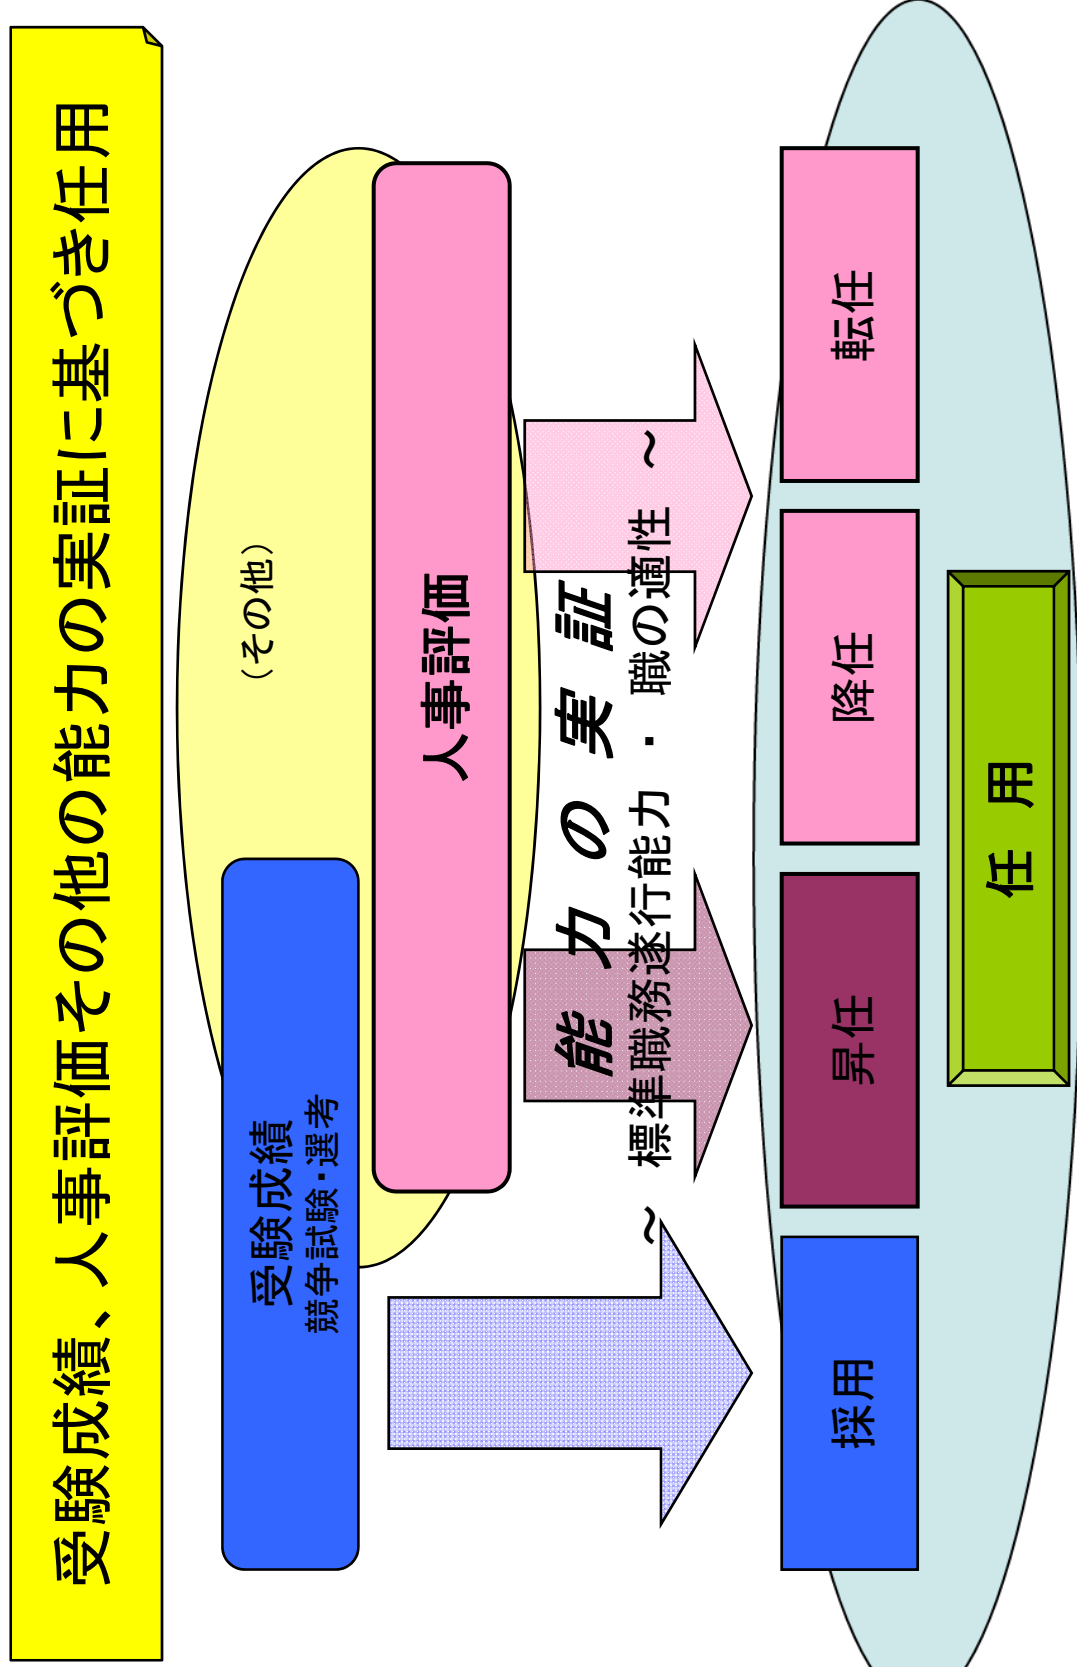 受験成績、人事評価その他の能力の実証に基づき任用
（その他）
受験成績
競争試験・選考
人事評価
能力の実証
～ 標準職務遂行能力 ・ 職の適性 ～
採用
昇任
降任
転任
任用